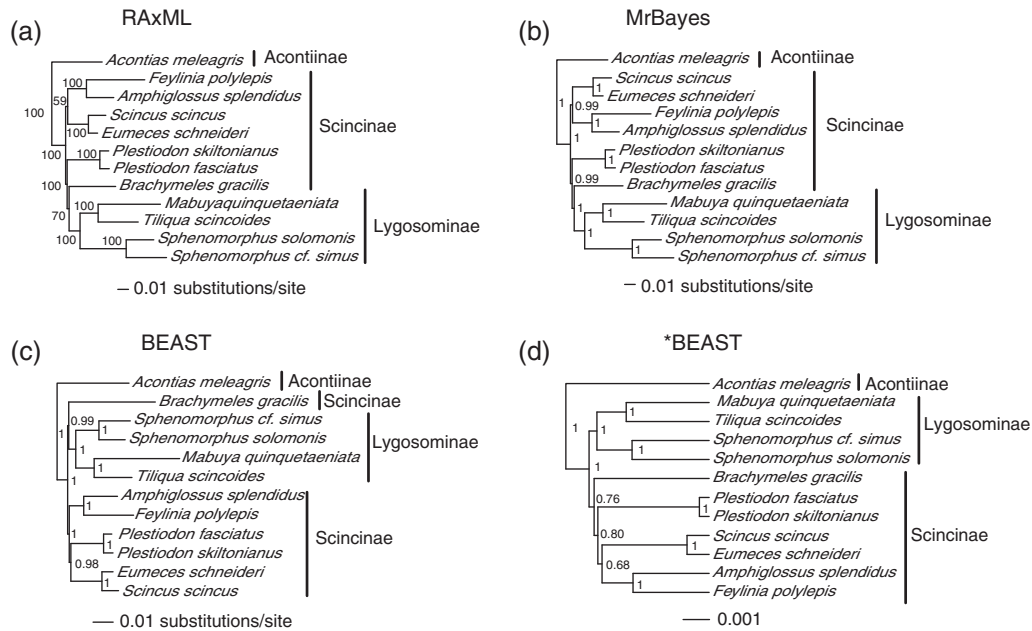 (a)
RAxML
Acontias meleagris
Acontiinae
100
Feylinia polylepis
59
Amphiglossus splendidus
100
Scincus scincus
100
Eumeces schneideri
Scincinae
100
100
Plestiodon skiltonianus
Plestiodon fasciatus
100
Brachymeles gracilis
70
100
Mabuyaquinquetaeniata
Tiliqua scincoides
Lygosominae
100
100
Sphenomorphus solomonis
Sphenomorphus cf. simus
0.01 substitutions/site
(b)
MrBayes
Acontias meleagris
Acontiinae
1
Scincus scincus
1
Eumeces schneideri
0.99
Feylinia polylepis
1
Amphiglossus splendidus
Scincinae
1
Plestiodon skiltonianus
1
Plestiodon fasciatus
0.99
Brachymeles gracilis
1
Mabuya quinquetaeniata
1
Tiliqua scincoides
Lygosominae
1
Sphenomorphus solomonis
1
Sphenomorphus cf. simus
0.01 substitutions/site
(c)
BEAST
Acontias meleagris
Acontiinae
Brachymeles gracilis
Scincinae
1
0.99
Sphenomorphus cf. simus
1
Sphenomorphus solomonis
Lygosominae
1
Mabuya quinquetaeniata
1
Tiliqua scincoides
1
Amphiglossus splendidus
1
Feylinia polylepis
1
Plestiodon fasciatus
1
Plestiodon skiltonianus
Scincinae
0.98
Eumeces schneideri
1
Scincus scincus
0.01 substitutions/site
(d)
*BEAST
Acontias meleagris
Acontiinae
Mabuya quinquetaeniata
1
Tiliqua scincoides
1
Lygosominae
Sphenomorphus cf. simus
1
Sphenomorphus solomonis
1
Brachymeles gracilis
0.76
Plestiodon fasciatus
1
Plestiodon skiltonianus
0.80
Scincus scincus
1
Eumeces schneideri
Scincinae
0.68
Amphiglossus splendidus
1
Feylinia polylepis
0.001